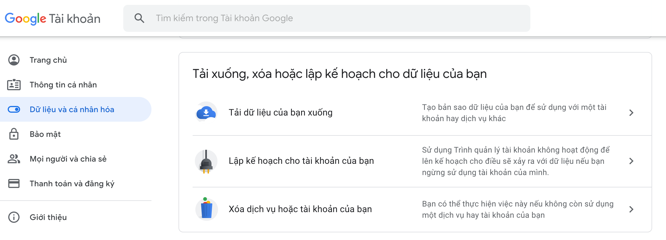 Google Tài khoản
Tìm kiếm trong Tài khoản Google
Trang chủ
Thông tin cá nhân
Dữ liệu và cá nhân hóa
Bảo mật
Mọi người và chia sẻ
Thanh toán và đăng ký
Giới thiệu
Tải xuống, xóa hoặc lập kế hoạch cho dữ liệu của bạn
Tải dữ liệu của bạn xuống
Tạo bản sao dữ liệu của bạn để sử dụng với một tài
khoản hay dịch vụ khác
Lập kế hoạch cho tài khoản của bạn
Sử dụng Trình quản lý tài khoản không hoạt động để
lên kế hoạch cho điều sẽ xảy ra với dữ liệu nếu bạn
ngừng sử dụng tài khoản của mình.
Xóa dịch vụ hoặc tài khoản của bạn
Bạn có thể thực hiện việc này nếu không còn sử dụng
một dịch vụ hay tài khoản của bạn